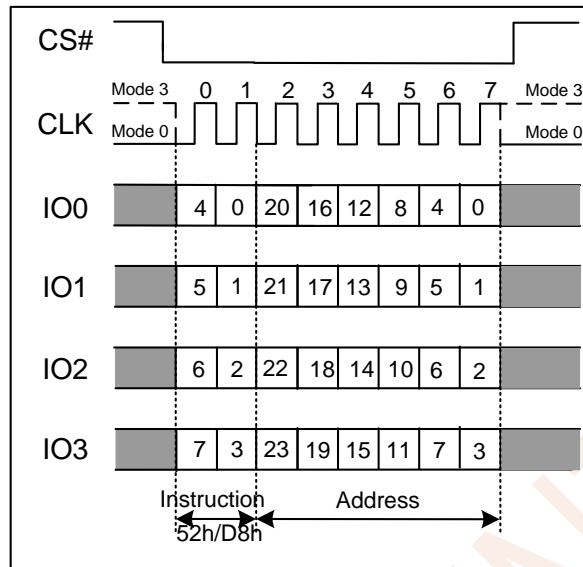 CS#
Mode 3 0 1 2 3 4 5 6 7 Mode 3
CLK
Mode 0 Mode 0
IO0 4 0 20 16 12 8 4 0
IO1 5 1 21 17 13 9 5 1
IO2 6 2 22 18 14 10 6 2
IO3 7 3 23 19 15 11 7 3
Instruction Address
52h/D8h